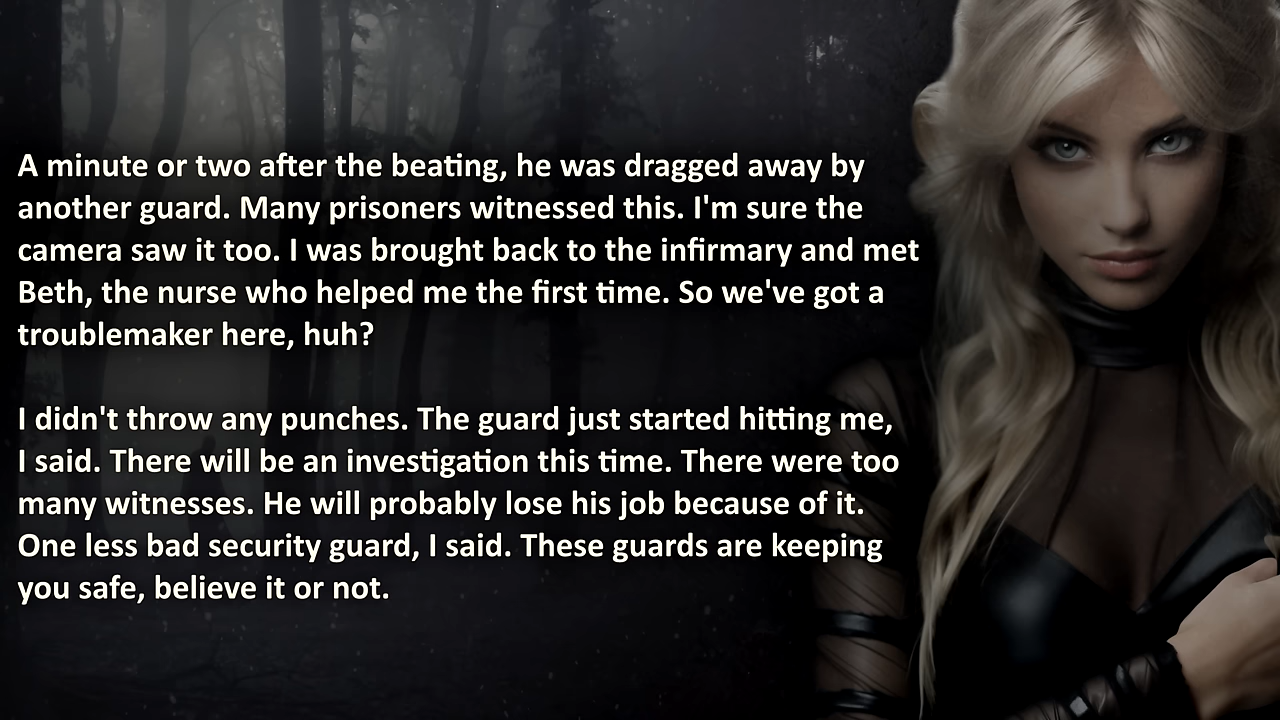 A minute or two after the beating, he was dragged away by
another guard. Many prisoners witnessed this. I'm sure the
camera saw it too. I was brought back to the infirmary and met
Beth, the nurse who helped me the first time. So we've got a
troublemaker here, huh?
I didn't throw any punches. The guard just started hitting me,
I said. There will be an investigation this time. There were too
many witnesses. He will probably lose his job because of it.
One less bad security guard, I said. These guards are keeping
you safe, believe it or not.